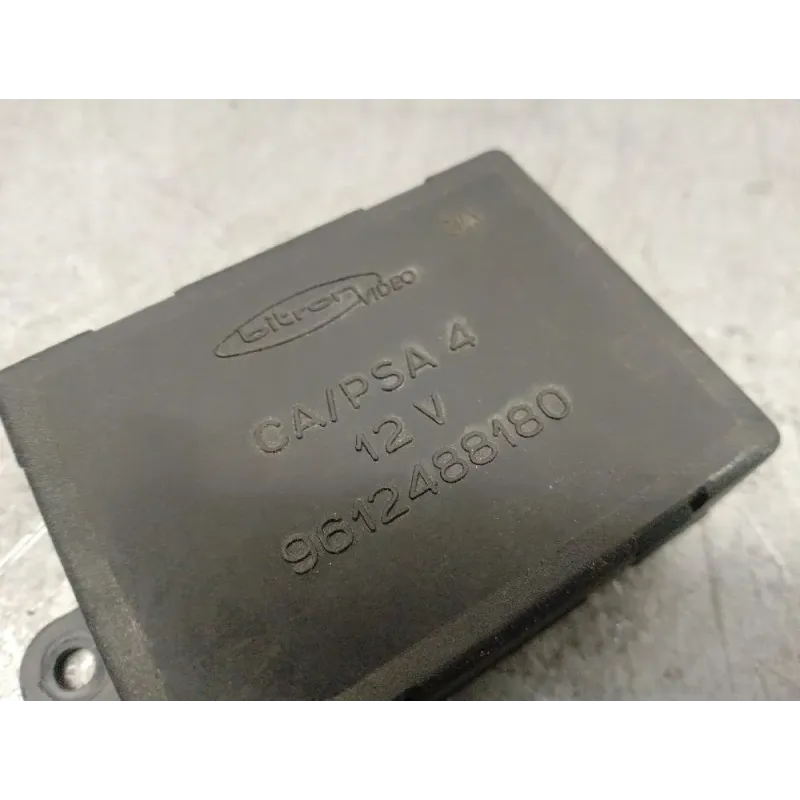 bitron VIDEO
CA/PSA 4
12 V
9612488180